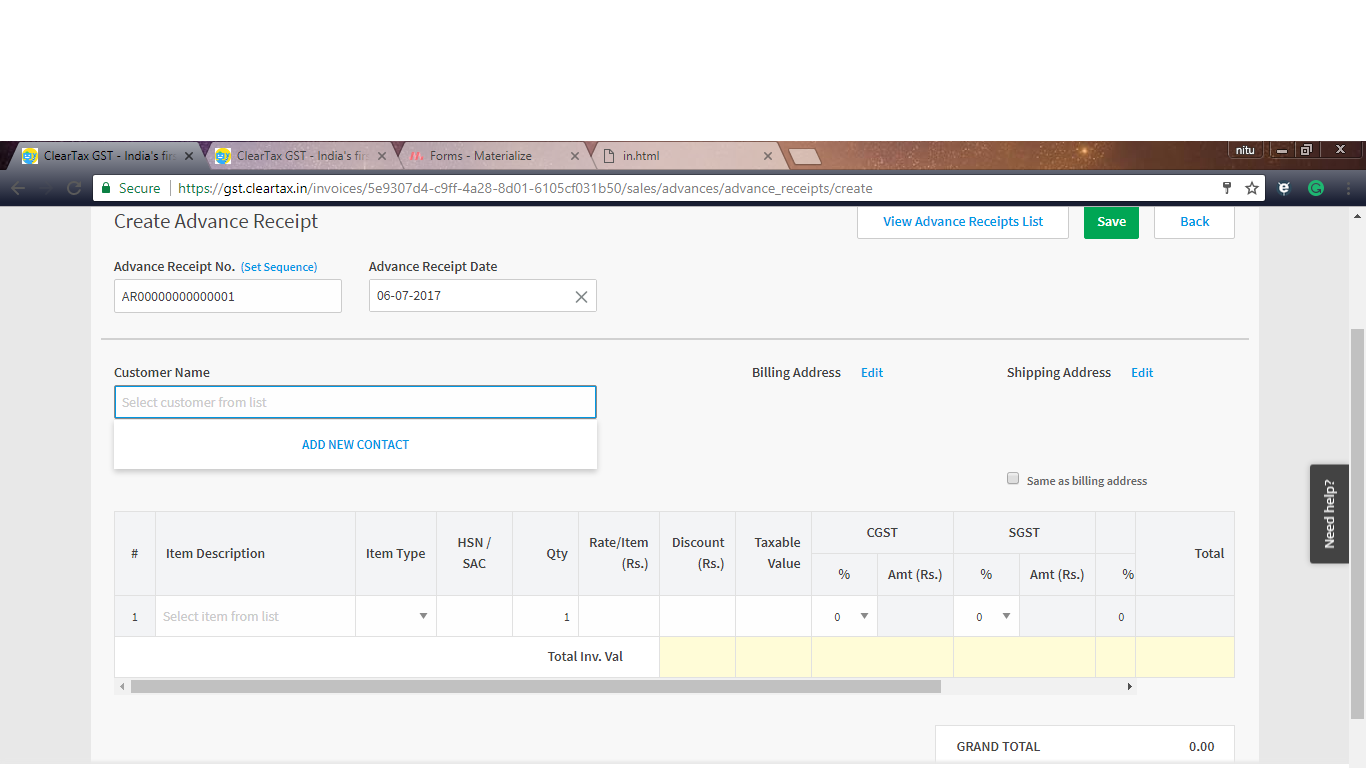 ClearTax GST - India's fir
ClearTax GST - India's fir
Forms - Materialize
in.html
nitu
Secure https://gst.cleartax.in/invoices/5e9307d4-c9ff-4a28-8d01-6105cf031b50/sales/advances/advance_receipts/create
Create Advance Receipt
View Advance Receipts List
Save
Back
Advance Receipt No. (Set Sequence)
Advance Receipt Date
AR00000000000001
06-07-2017
Customer Name
Billing Address Edit
Shipping Address Edit
Select customer from list
ADD NEW CONTACT
Same as billing address
Need help?
# Item Description Item Type HSN / SAC Qty Rate/Item (Rs.) Discount (Rs.) Taxable Value CGST SGST Total
% Amt (Rs.) % Amt (Rs.) %
1 Select item from list 1 0 0 0
Total Inv. Val
GRAND TOTAL 0.00